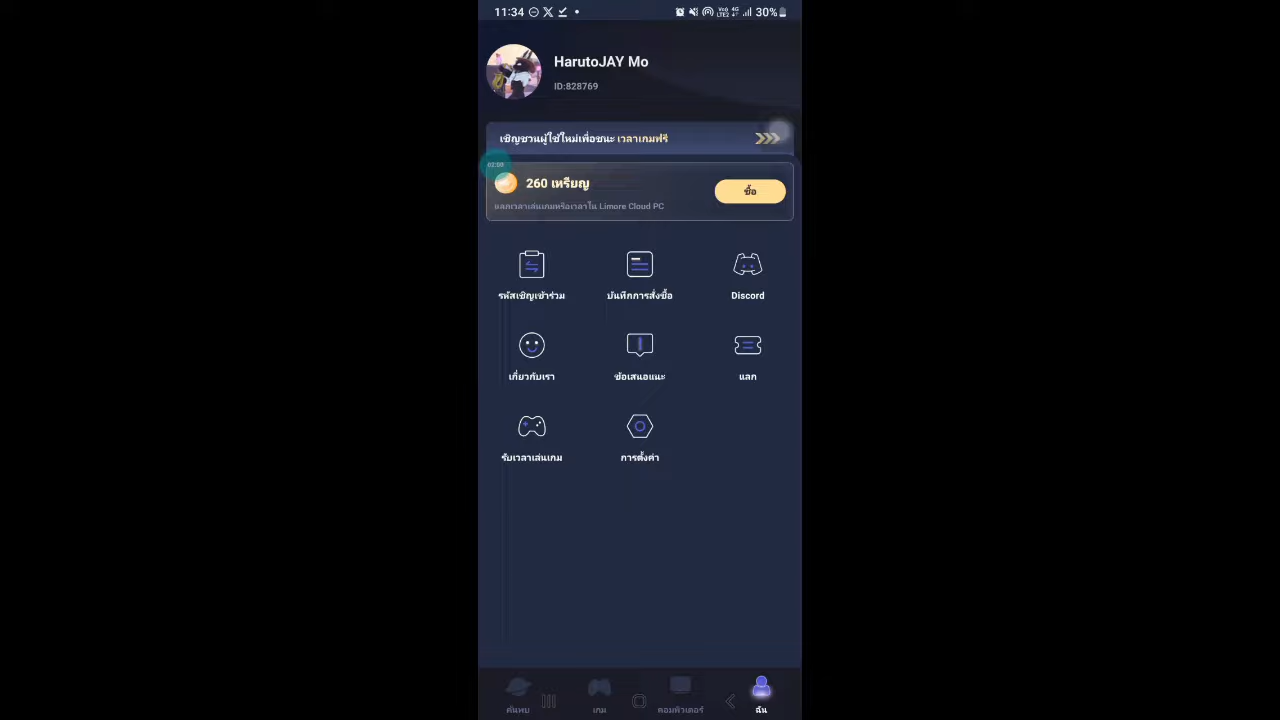 11:34
Vo) 4G
LTE2 30%
HarutoJAY Mo
ID:828769
เชิญชวนผู้ใช้ใหม่เพื่อชนะ เวลาเกมฟรี
02:00
260 เหรียญ
ซื้อ
แลกเวลาเล่นเกมหรือเวลาใน Limore Cloud PC
รหัสเชิญเข้าร่วม
บันทึกการสั่งซื้อ
Discord
เกี่ยวกับเรา
ข้อเสนอแนะ
แลก
รับเวลาเล่นเกม
การตั้งค่า
ค้นพบ
เกม
คอมพิวเตอร์
ฉัน